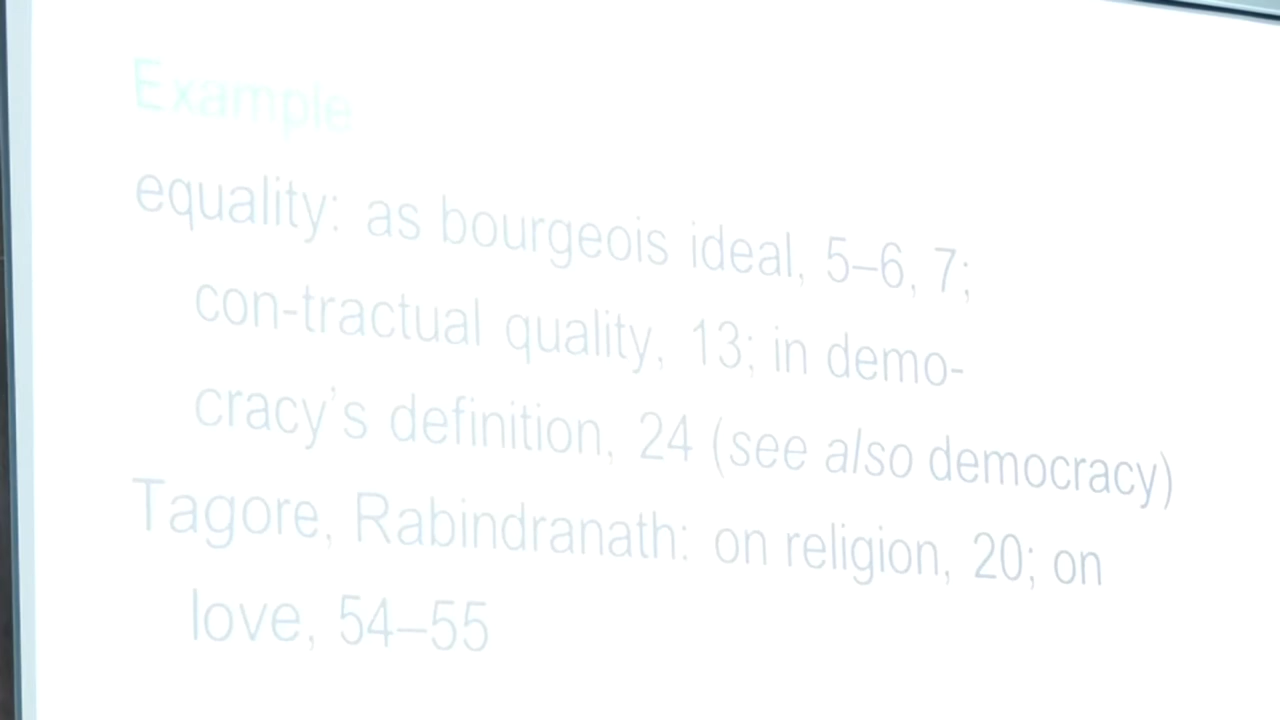 Example
equality: as bourgeois ideal, 5–6, 7;
con-tractual quality, 13; in demo-
cracy's definition, 24 (see also democracy)
Tagore, Rabindranath: on religion, 20; on
love, 54–55